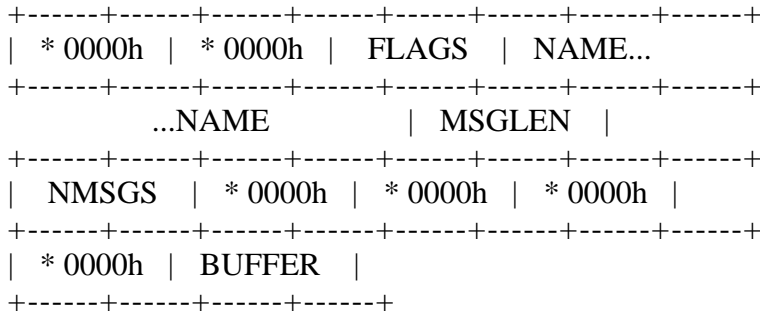 +------+------+------+------+------+------+------+------+
| * 0000h | * 0000h | FLAGS | NAME...
+------+------+------+------+------+------+------+------+
...NAME | MSGLEN |
+------+------+------+------+------+------+------+------+
| NMSGS | * 0000h | * 0000h | * 0000h |
+------+------+------+------+------+------+------+------+
| * 0000h | BUFFER |
+------+------+------+------+